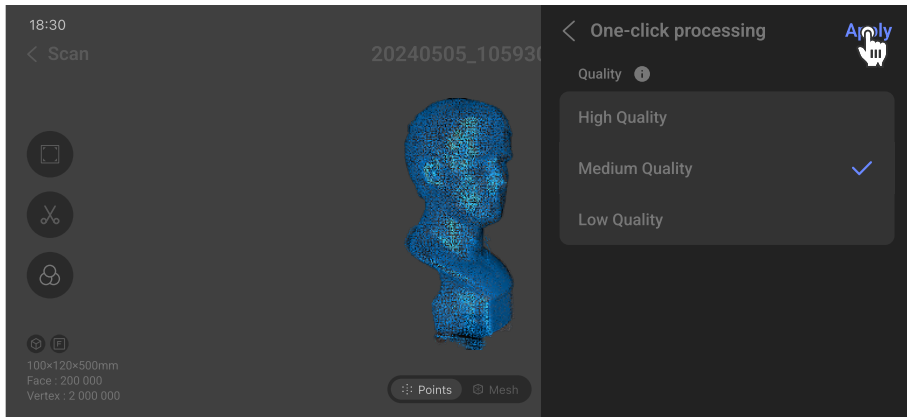 18:30
Scan
20240505_105930
100×120×500mm
Face : 200 000
Vertex : 2 000 000
Points
Mesh
One-click processing
Apply
Quality
High Quality
Medium Quality
Low Quality